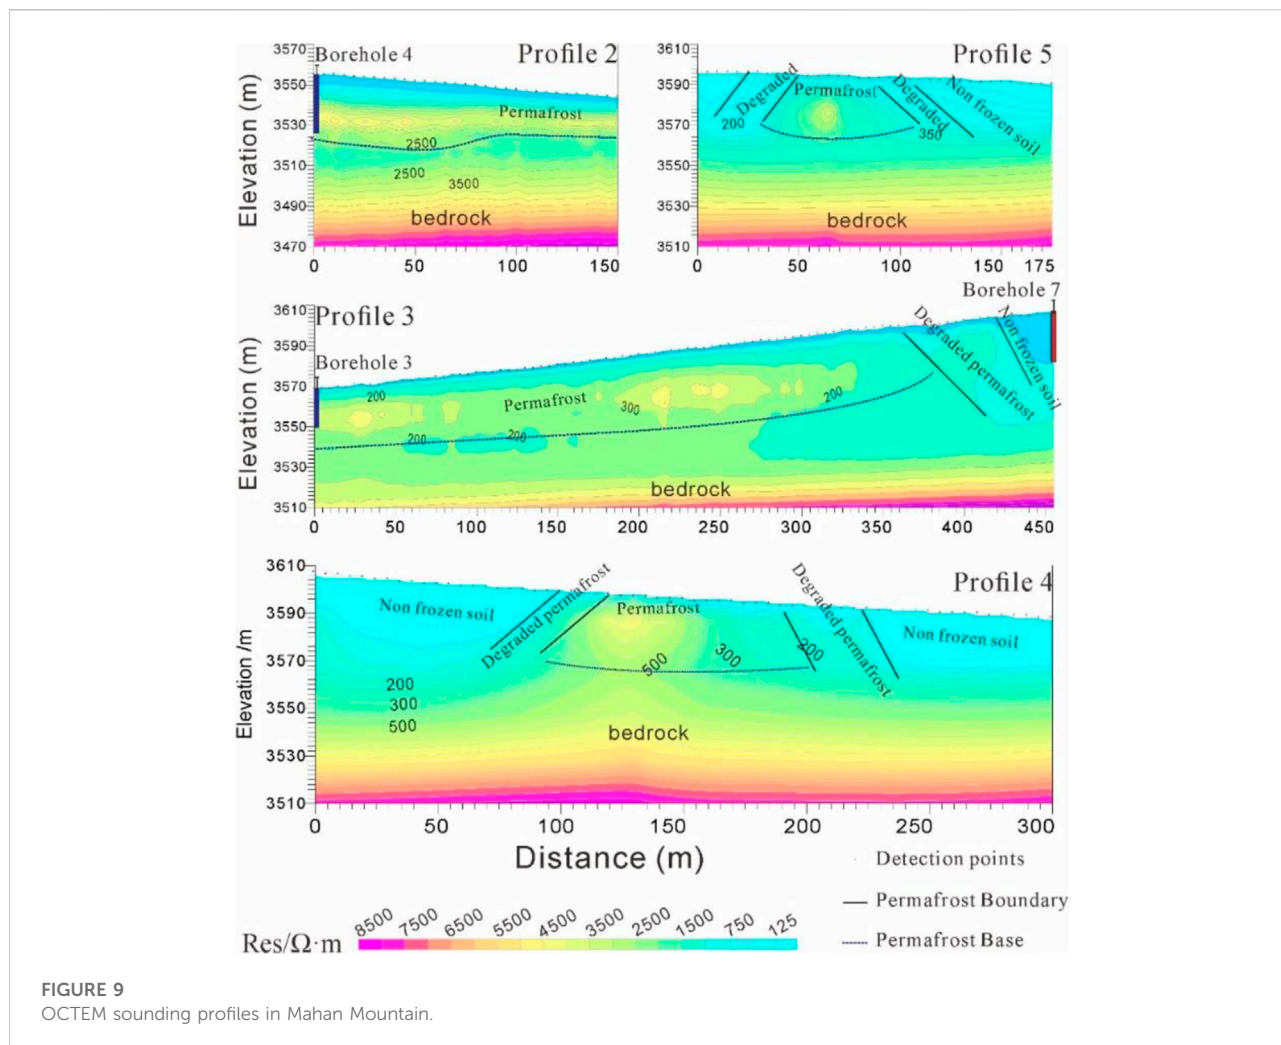 Profile 2
Borehole 4
Elevation (m)
3570
3550
3530
3510
3490
3470
Permafrost
2500
2500
3500
bedrock
0 50 100 150
Profile 5
3610
3590
3570
3550
3530
3510
Degraded
Permafrost
Degraded
Non frozen soil
200
350
bedrock
0 50 100 150 175
Profile 3
Borehole 3
Borehole 7
Elevation (m)
3610
3590
3570
3550
3530
3510
200
Permafrost
300
200
200
200
Degraded permafrost
Non frozen soil
bedrock
0 50 100 150 200 250 300 350 400 450
Profile 4
Elevation /m
3610
3590
3570
3550
3530
3510
Non frozen soil
Degraded permafrost
Permafrost
Degraded permafrost
Non frozen soil
500
300
200
200
300
500
bedrock
0 50 100 150 200 250 300
Distance (m)
Detection points
Permafrost Boundary
Permafrost Base
Res/Ω·m
8500 7500 6500 5500 4500 3500 2500 1500 750 125
FIGURE 9
OCTEM sounding profiles in Mahan Mountain.